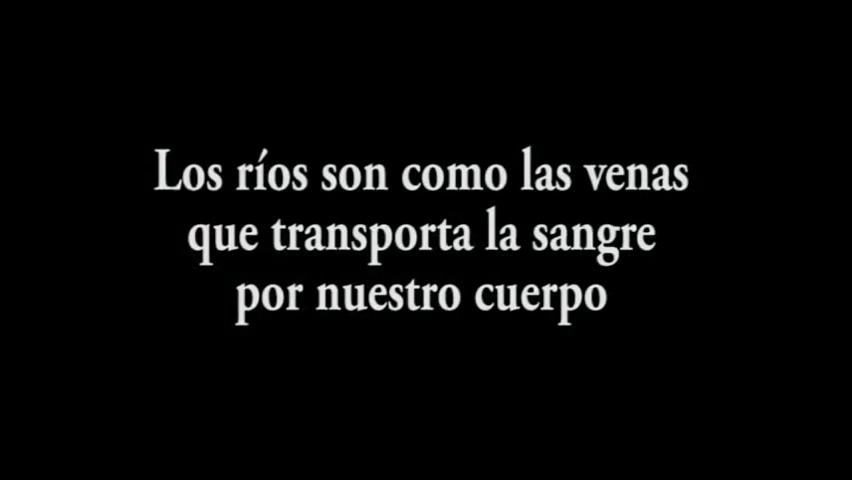 Los ríos son como las venas
que transporta la sangre
por nuestro cuerpo